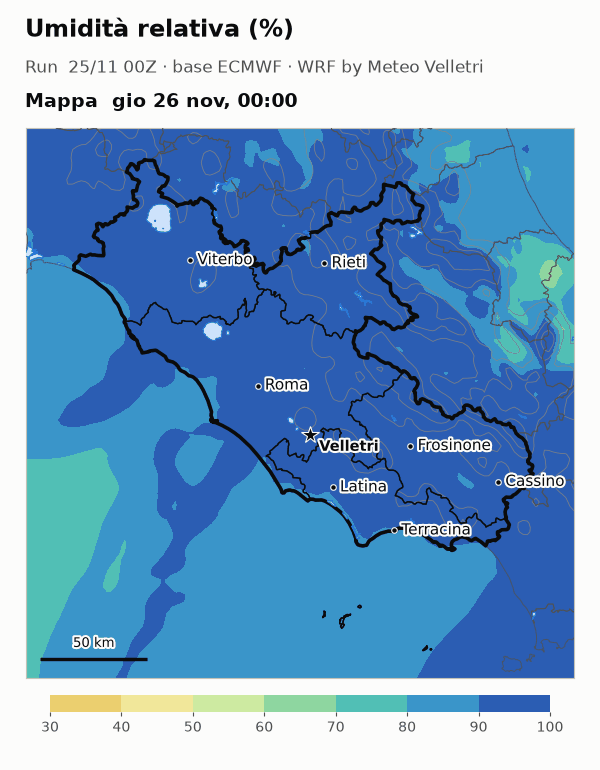 Umidità relativa (%)
Run 25/11 00Z · base ECMWF · WRF by Meteo Velletri
Mappa gio 26 nov, 00:00
Viterbo
Rieti
Roma
Velletri
Frosinone
Latina
Cassino
Terracina
50 km
30 40 50 60 70 80 90 100